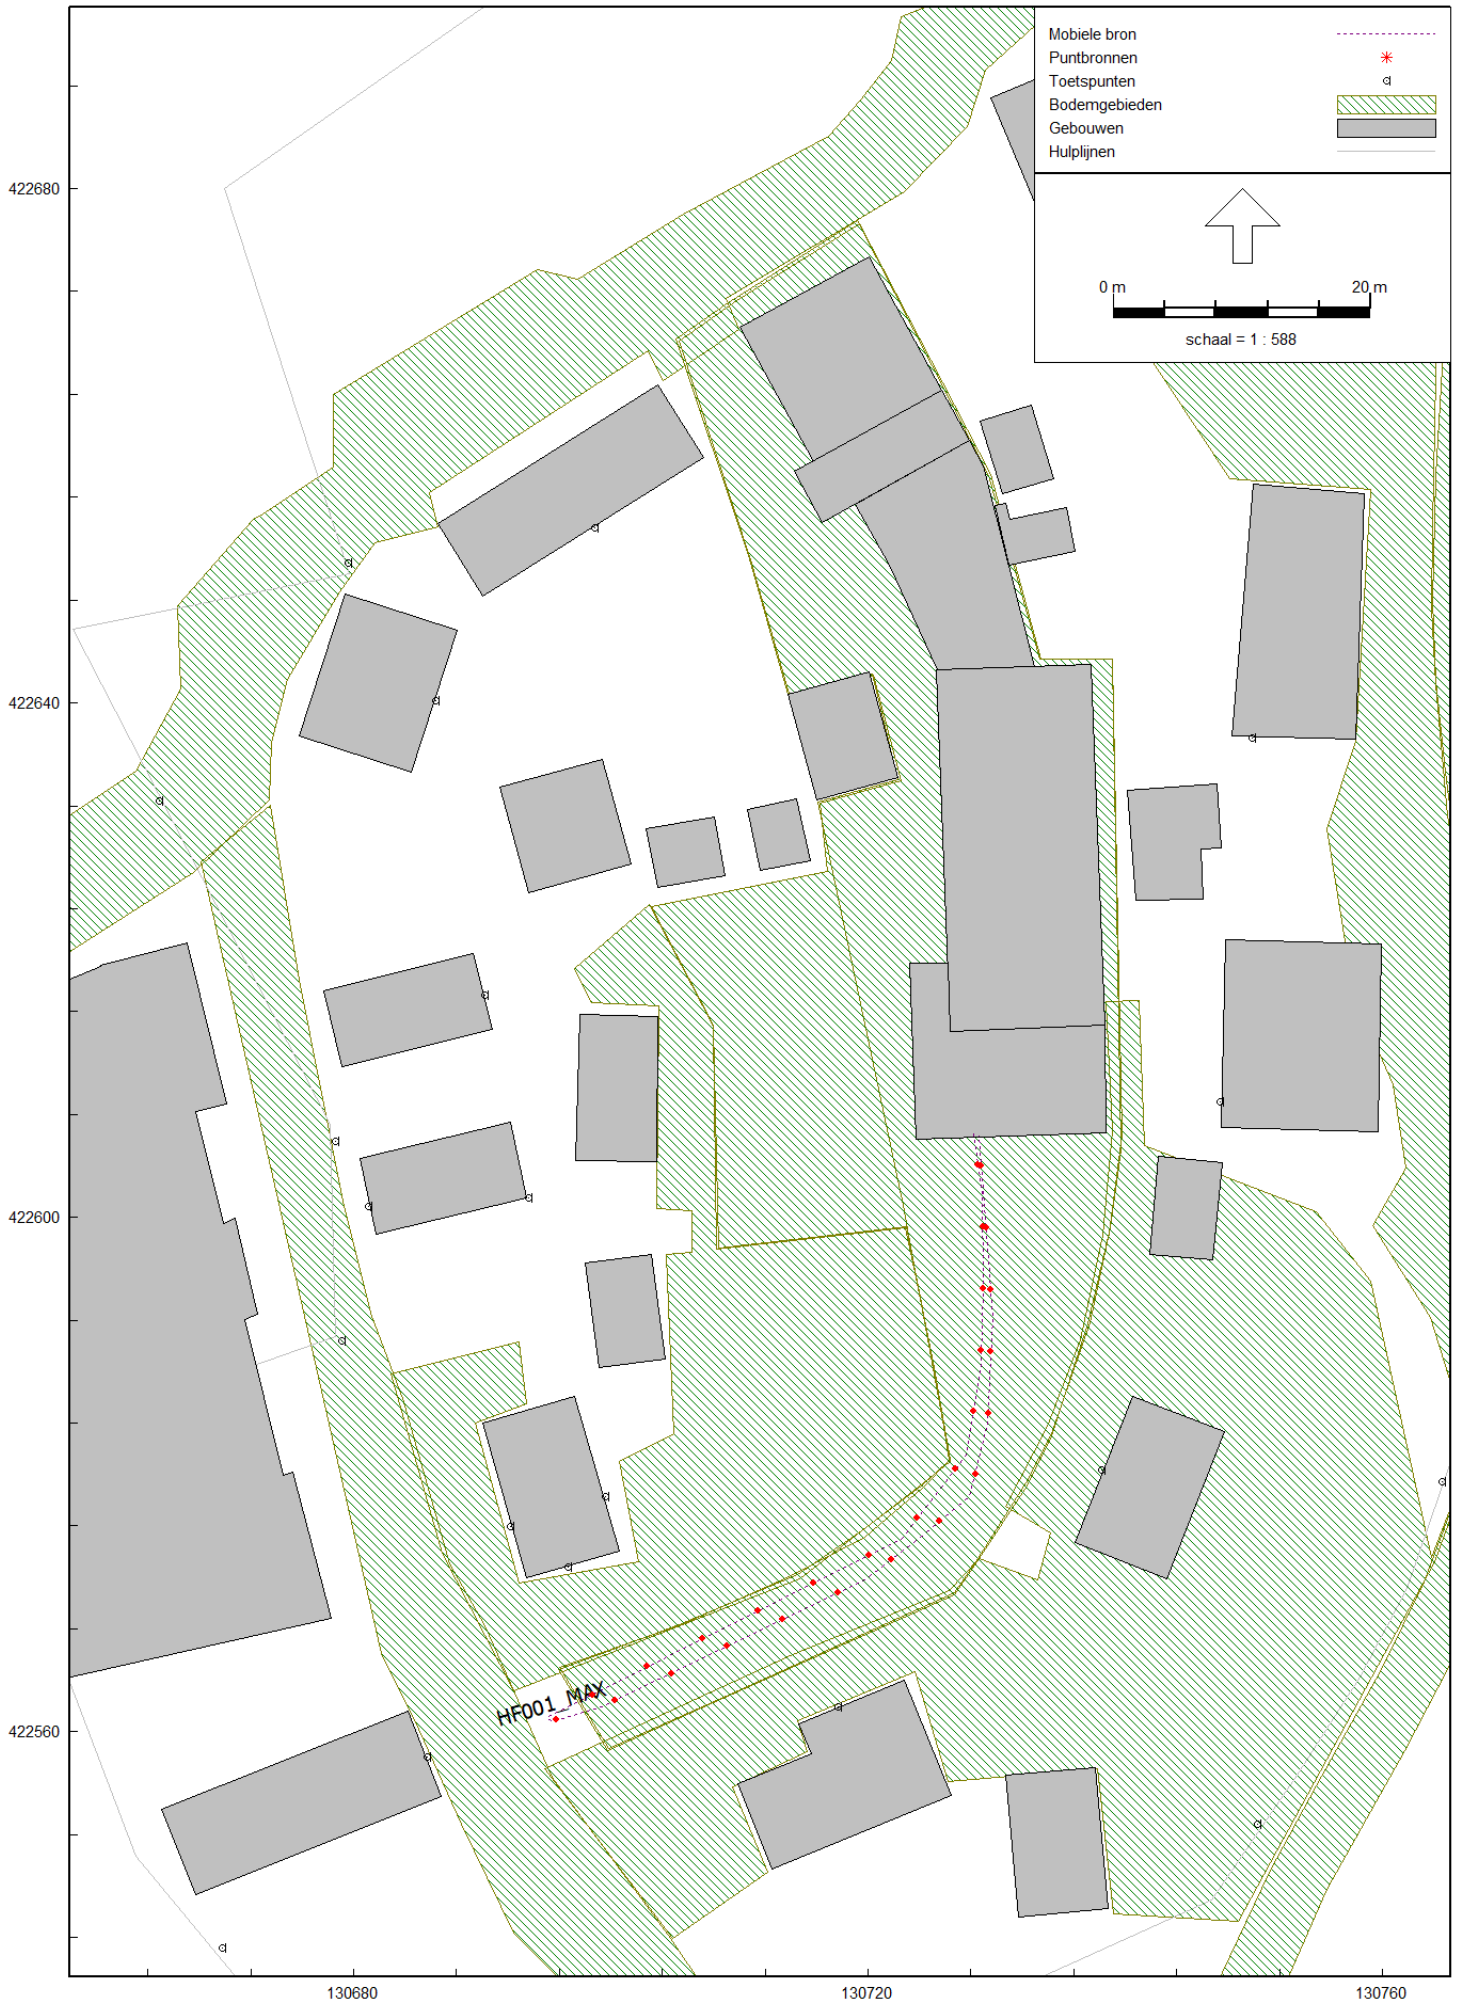 Mobiele bron
Puntbronnen
Toetspunten
Bodemgebieden
Gebouwen
Hulplijnen
0 m 20 m
schaal = 1 : 588
422680
422640
422600
422560
HF001_MAX
130680 130720 130760